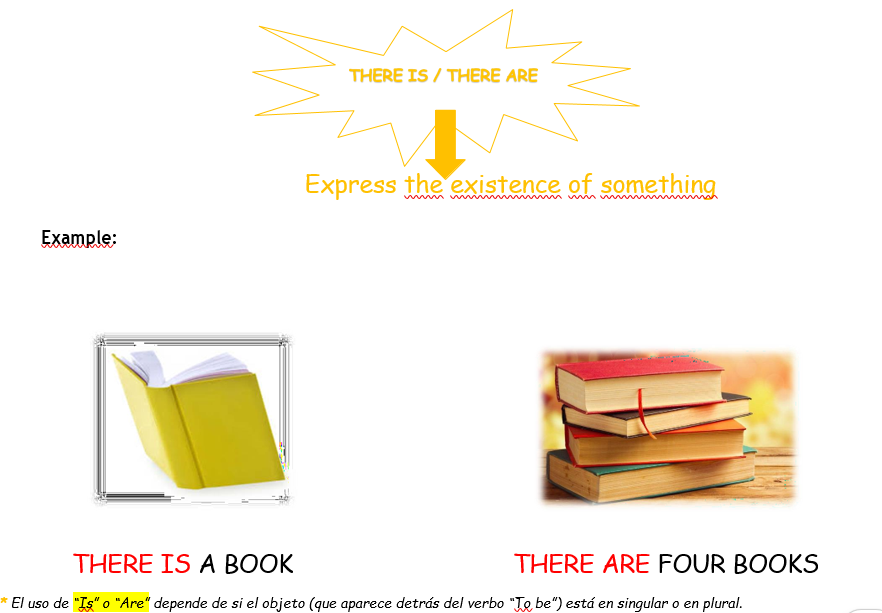 THERE IS / THERE ARE
Express the existence of something
Example:
THERE IS A BOOK
THERE ARE FOUR BOOKS
* El uso de “Is” o “Are” depende de si el objeto (que aparece detrás del verbo “To be”) está en singular o en plural.